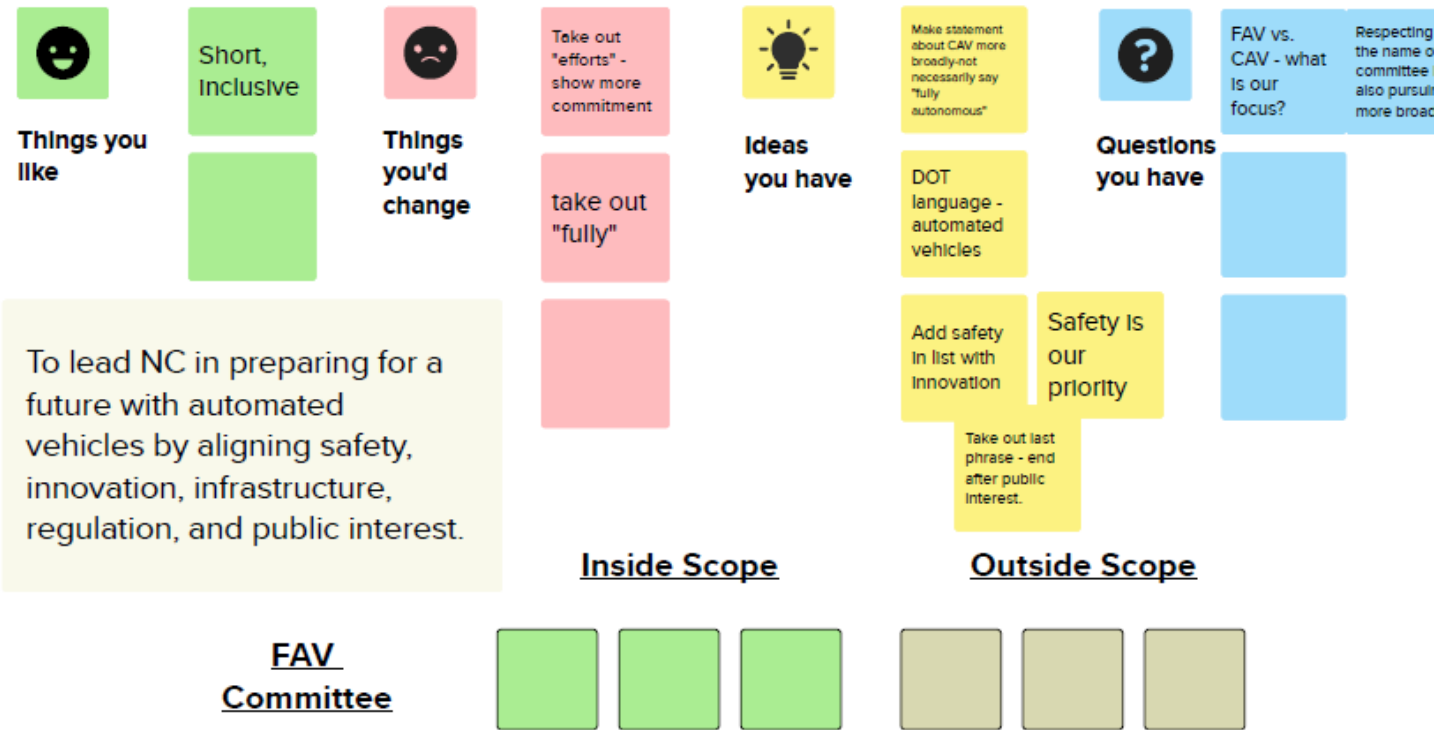 Things you
like
Short,
Inclusive
Things
you'd
change
Take out
"efforts" -
show more
commitment
take out
"fully"
Ideas
you have
Make statement
about CAV more
broadly-not
necessarily say
"fully
autonomous"
DOT
language -
automated
vehicles
Add safety
in list with
innovation
Safety is
our
priority
Take out last
phrase - end
after public
interest.
Questions
you have
FAV vs.
CAV - what
is our
focus?
Respecting
the name
committee
also
more
To lead NC in preparing for a
future with automated
vehicles by aligning safety,
innovation, infrastructure,
regulation, and public interest.
Inside Scope
Outside Scope
FAV
Committee